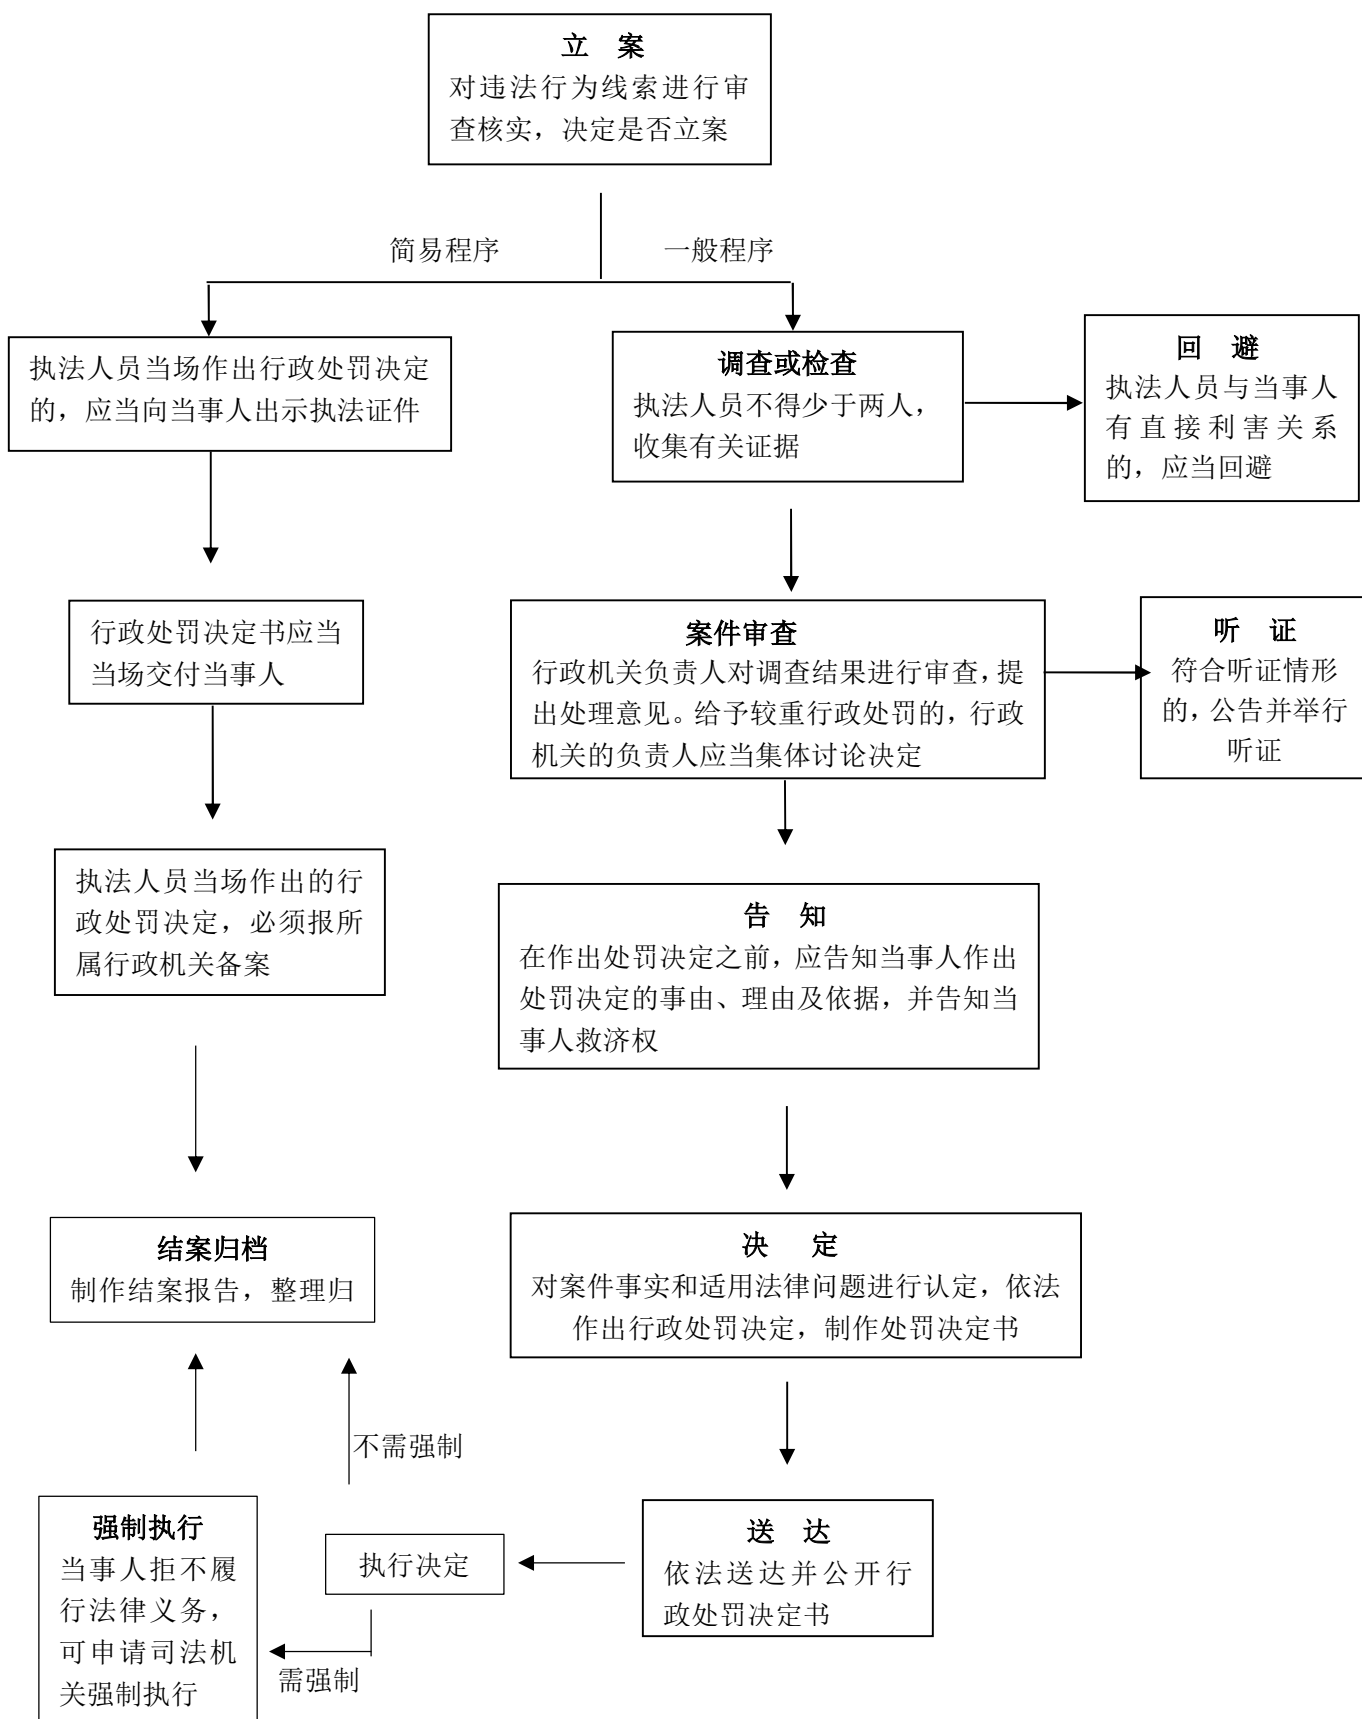 立 案
对违法行为线索进行审
查核实，决定是否立案
简易程序
一般程序
执法人员当场作出行政处罚决定
的，应当向当事人出示执法证件
调查或检查
执法人员不得少于两人，
收集有关证据
回 避
执法人员与当事人
有直接利害关系
的，应当回避
行政处罚决定书应当
当场交付当事人
案件审查
行政机关负责人对调查结果进行审查，提
出处理意见。给予较重行政处罚的，行政
机关的负责人应当集体讨论决定
听 证
符合听证情形
的，公告并举行
听证
执法人员当场作出的行
政处罚决定，必须报所
属行政机关备案
告 知
在作出处罚决定之前，应告知当事人作出
处罚决定的事由、理由及依据，并告知当
事人救济权
结案归档
制作结案报告，整理归
决 定
对案件事实和适用法律问题进行认定，依法
作出行政处罚决定，制作处罚决定书
不需强制
强制执行
当事人拒不履
行法律义务，
可申请司法机
关强制执行
执行决定
需强制
送 达
依法送达并公开行
政处罚决定书